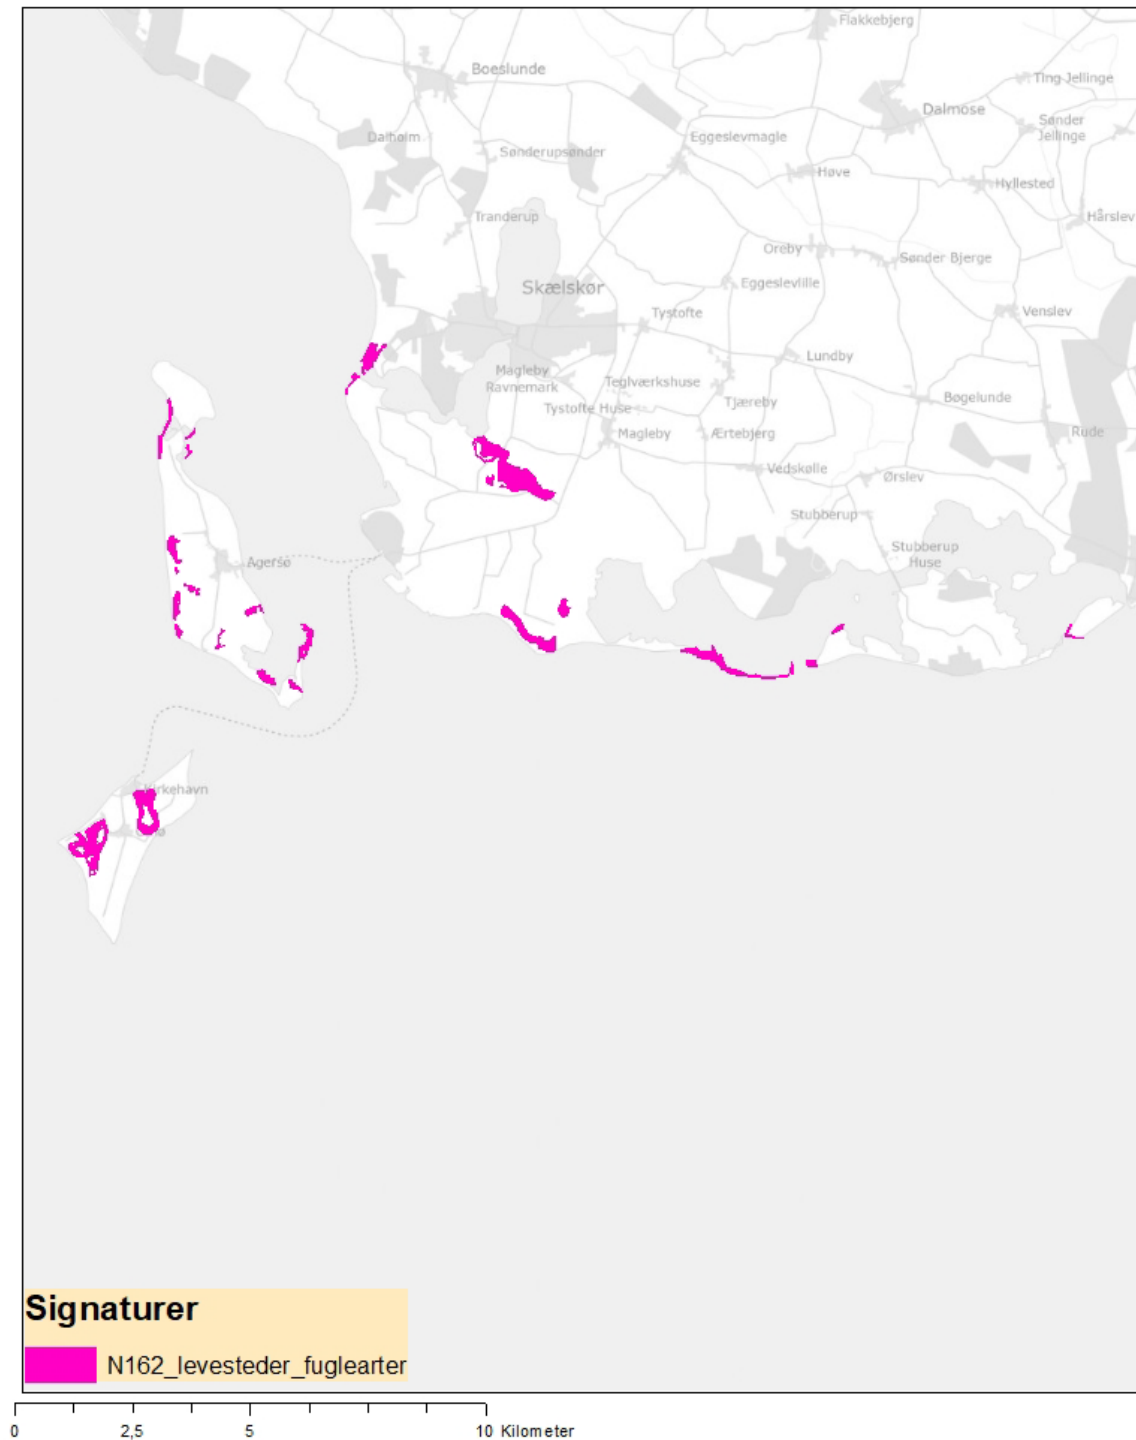 Flakkebjerg
Boeslunde
Ting Jellinge
Dalmose
Sønder
Jellinge
Dalholm
Eggeslevmagle
Sønderupsønder
Høve
Hyllested
Tranderup
Hårslev
Oreby
Sønder Bjerge
Skælskør
Eggeslevlille
Tystofte
Venslev
Lundby
Magleby
Ravnemark
Teglværkshuse
Tjæreby
Bøgelunde
Tystofte Huse
Magleby
Ærtebjerg
Rude
Vedskølle
Ørslev
Stubberup
Stubberup
Huse
Agersø
Kirkehavn
Signaturer
N162_levesteder_fuglearter
0 2,5 5 10 Kilometer